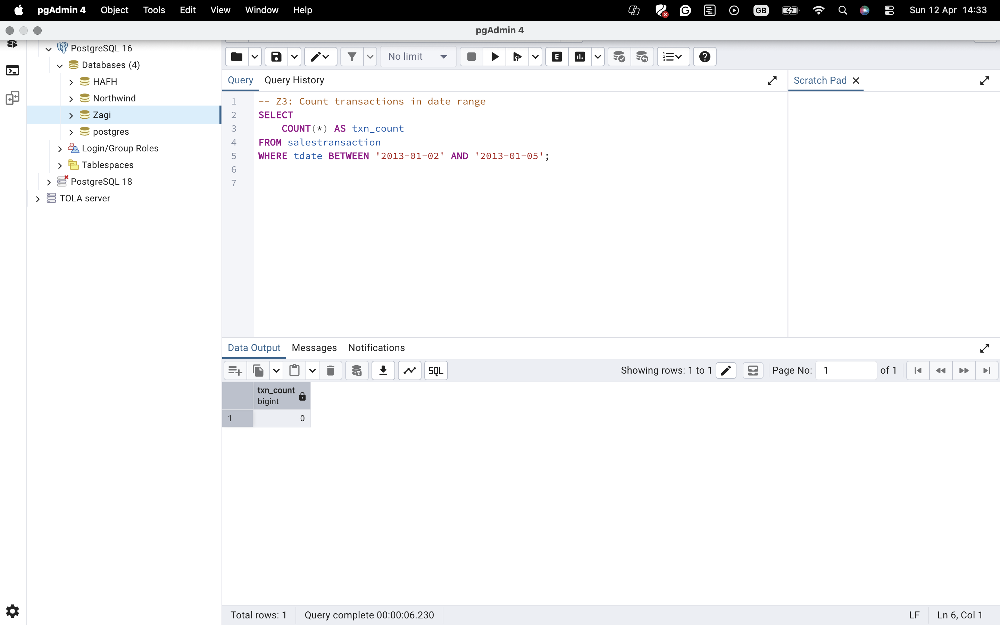 pgAdmin 4 Object Tools Edit View Window Help GB Sun 12 Apr 14:33
pgAdmin 4
PostgreSQL 16
Databases (4)
HAFH
Northwind
Zagi
postgres
Login/Group Roles
Tablespaces
PostgreSQL 18
TOLA server
No limit
Query Query History
Scratch Pad
1 -- Z3: Count transactions in date range
2 SELECT
3 COUNT(*) AS txn_count
4 FROM salestransaction
5 WHERE tdate BETWEEN '2013-01-02' AND '2013-01-05';
6
7
Data Output Messages Notifications
SQL Showing rows: 1 to 1 Page No: 1 of 1
txn_count
bigint
1 0
Total rows: 1 Query complete 00:00:06.230 LF Ln 6, Col 1